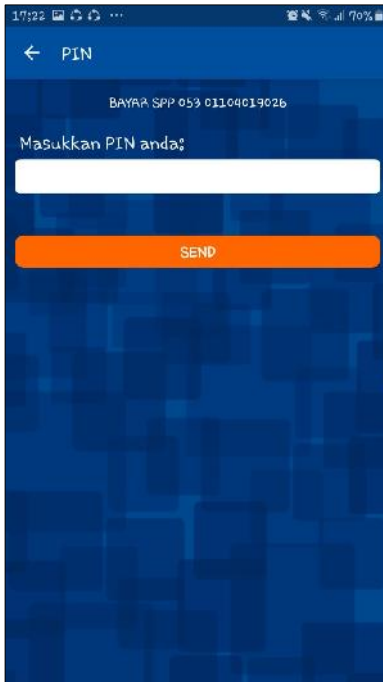 17:22 ... 70%
PIN
BAYAR SPP 053 01104019026
Masukkan PIN anda:
SEND